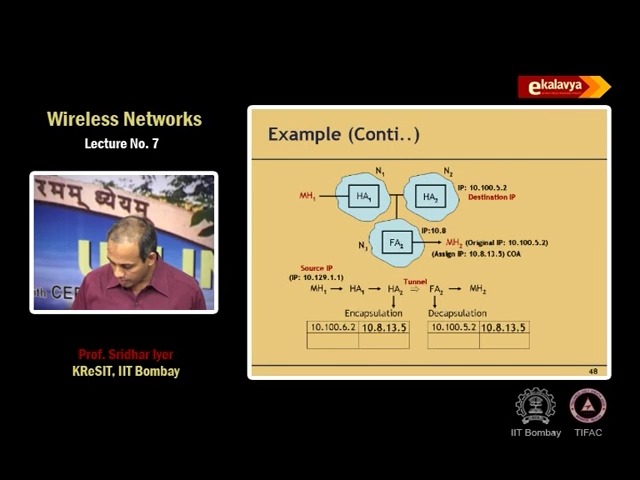 ekalavya
Wireless Networks
Lecture No. 7
Example (Conti..)
N1
N2
MH1
HA1
HA2
IP: 10.100.5.2
Destination IP
FA2
IP:10.8
MH2 (Original IP: 10.100.5.2)
(Assign IP: 10.8.13.5) COA
N3
Source IP
(IP: 10.129.1.1)
Tunnel
MH1 → HA1 → HA2 ⇒ FA2 → MH2
Encapsulation
Decapsulation
10.100.6.2 10.8.13.5
10.100.5.2 10.8.13.5
48
रमम् ध्येयम्
Prof. Sridhar Iyer
KReSIT, IIT Bombay
IIT Bombay
TIFAC